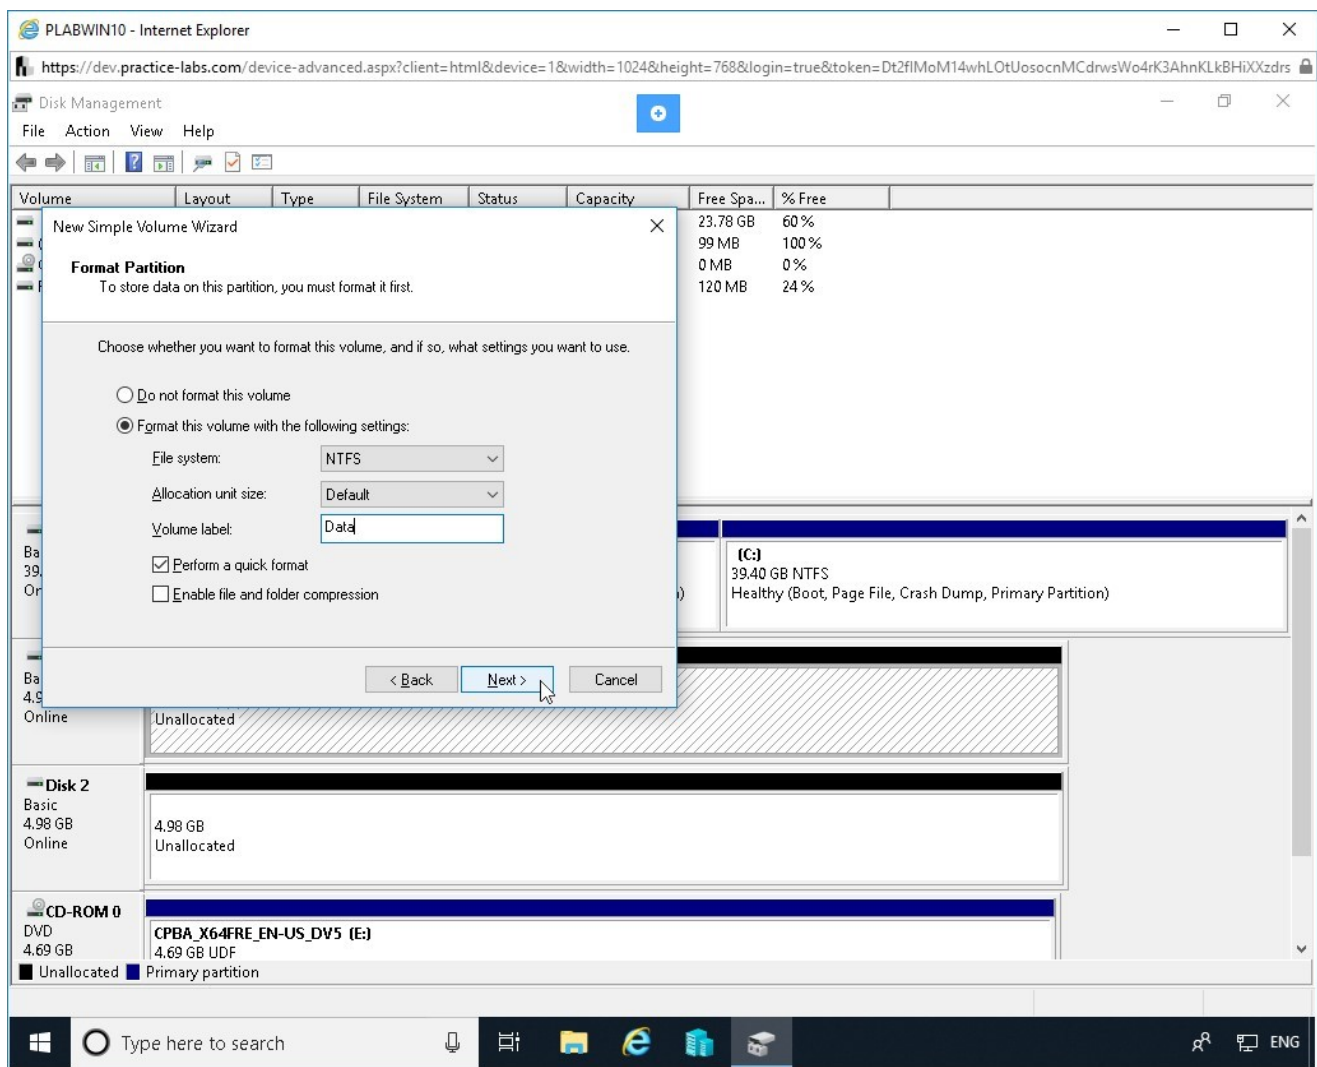 PLABWIN10 - Internet Explorer
https://dev.practice-labs.com/device-advanced.aspx?client=html&device=1&width=1024&height=768&login=true&token=Dt2flMoM14whLOtUosocnMCdrwsWo4rK3AhnKLkBHiXXzdrs
Disk Management
File Action View Help
Volume Layout Type File System Status Capacity Free Spa... % Free
23.78 GB 60 %
99 MB 100 %
0 MB 0 %
120 MB 24 %
New Simple Volume Wizard
Format Partition
To store data on this partition, you must format it first.
Choose whether you want to format this volume, and if so, what settings you want to use.
Do not format this volume
Format this volume with the following settings:
File system: NTFS
Allocation unit size: Default
Volume label: Data
Perform a quick format
Enable file and folder compression
< Back Next > Cancel
(C:)
39.40 GB NTFS
Healthy (Boot, Page File, Crash Dump, Primary Partition)
Online
Unallocated
Disk 2
Basic
4.98 GB
Online
4.98 GB
Unallocated
CD-ROM 0
DVD
4.69 GB
CPBA_X64FRE_EN-US_DV5 (E:)
4.69 GB UDF
Unallocated Primary partition
Type here to search
ENG